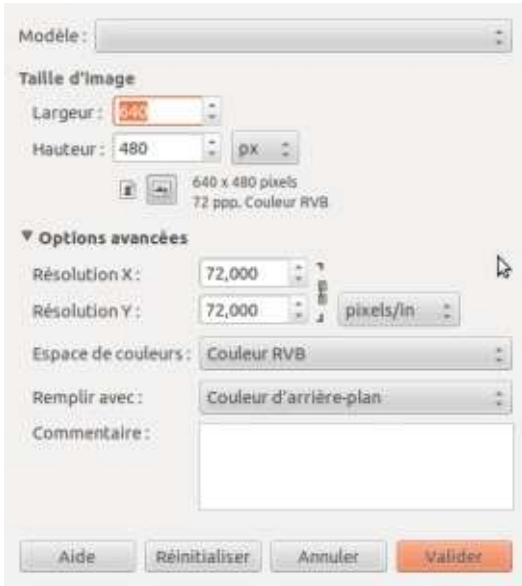 Modèle :
Taille d'image
Largeur : 640
Hauteur : 480 px
640 x 480 pixels
72 ppp, Couleur RVB
Options avancées
Résolution X : 72,000
Résolution Y : 72,000 pixels/in
Espace de couleurs : Couleur RVB
Remplir avec : Couleur d'arrière-plan
Commentaire :
Aide Réinitialiser Annuler Valider